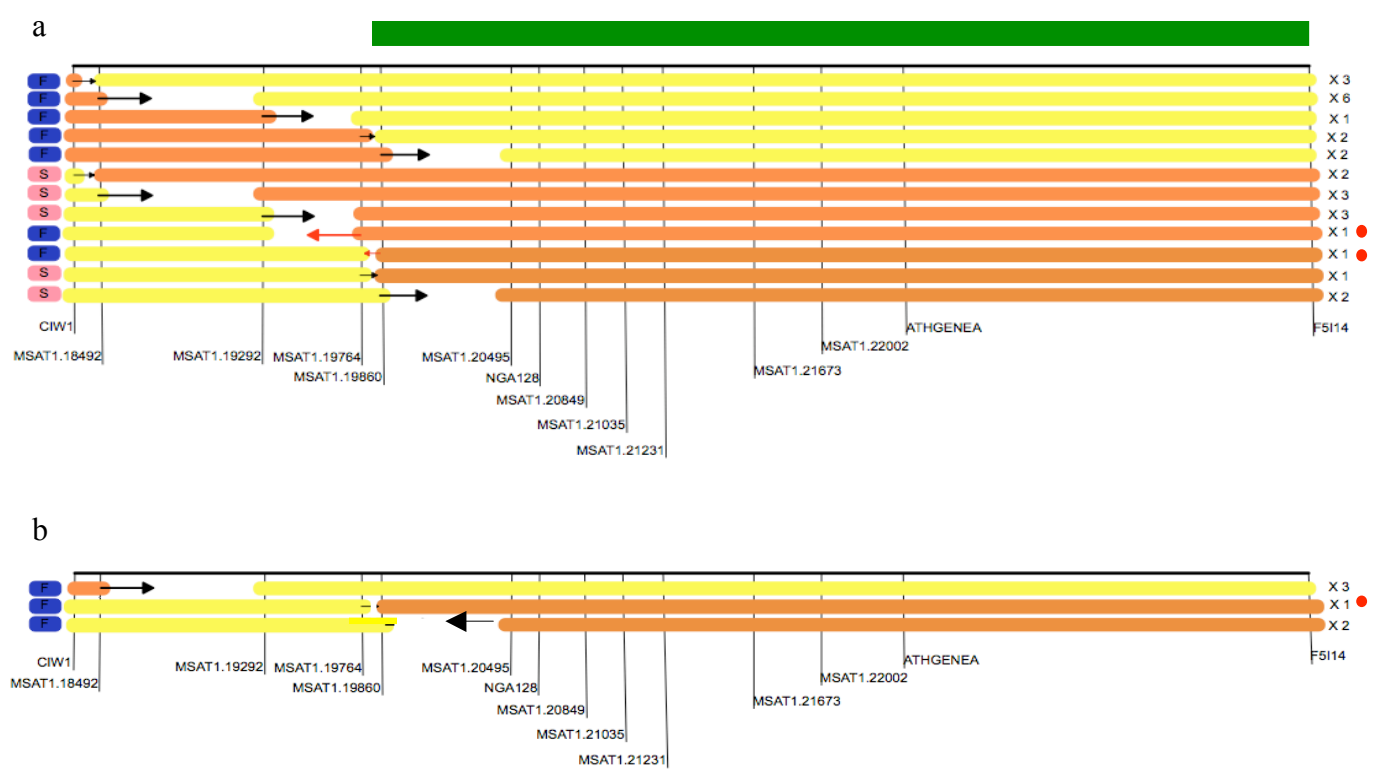 a
F X 3
F X 6
F X 1
F X 2
F X 2
S X 2
S X 3
S X 3
F X 1
F X 1
S X 1
S X 2
CIW1 ATHGENEA F5I14
MSAT1.22002
MSAT1.18492 MSAT1.19292 MSAT1.19764 MSAT1.20495
MSAT1.21673
MSAT1.19860 NGA128
MSAT1.20849
MSAT1.21035
MSAT1.21231
b
F X 3
F X 1
F X 2
CIW1 ATHGENEA F5I14
MSAT1.19292 MSAT1.19764 MSAT1.20495
MSAT1.22002
MSAT1.18492
MSAT1.19860 NGA128
MSAT1.21673
MSAT1.20849
MSAT1.21035
MSAT1.21231